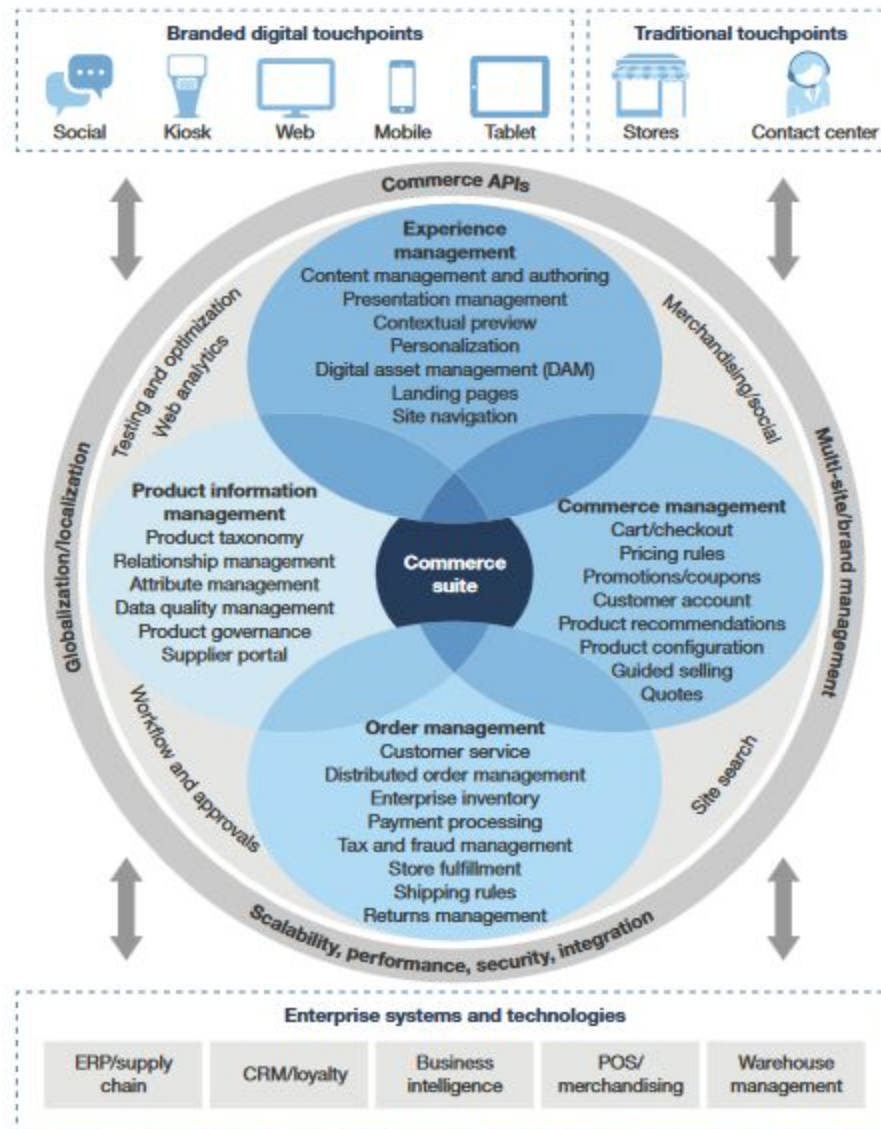 Branded digital touchpoints
Social
Kiosk
Web
Mobile
Tablet
Traditional touchpoints
Stores
Contact center
Commerce APIs
Testing and optimization
Web analytics
Merchandising/social
Globalization/localization
Multi-site/brand management
Experience
management
Content management and authoring
Presentation management
Contextual preview
Personalization
Digital asset management (DAM)
Landing pages
Site navigation
Product information
management
Product taxonomy
Relationship management
Attribute management
Data quality management
Product governance
Supplier portal
Commerce
suite
Commerce management
Cart/checkout
Pricing rules
Promotions/coupons
Customer account
Product recommendations
Product configuration
Guided selling
Quotes
Order management
Customer service
Distributed order management
Enterprise inventory
Payment processing
Tax and fraud management
Store fulfillment
Shipping rules
Returns management
Workflow and approvals
Site search
Scalability, performance, security, integration
Enterprise systems and technologies
ERP/supply
chain
CRM/loyalty
Business
intelligence
POS/
merchandising
Warehouse
management